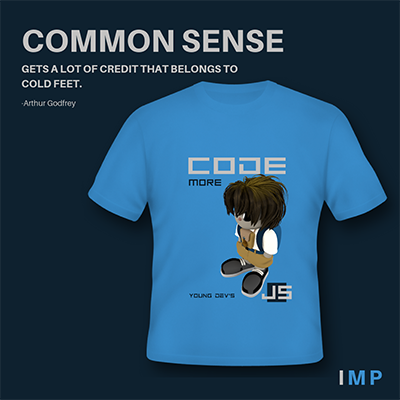 COMMON SENSE
GETS A LOT OF CREDIT THAT BELONGS TO
COLD FEET.
-Arthur Godfrey
CODE
MORE
YOUNG DEV'S
JS
IMP